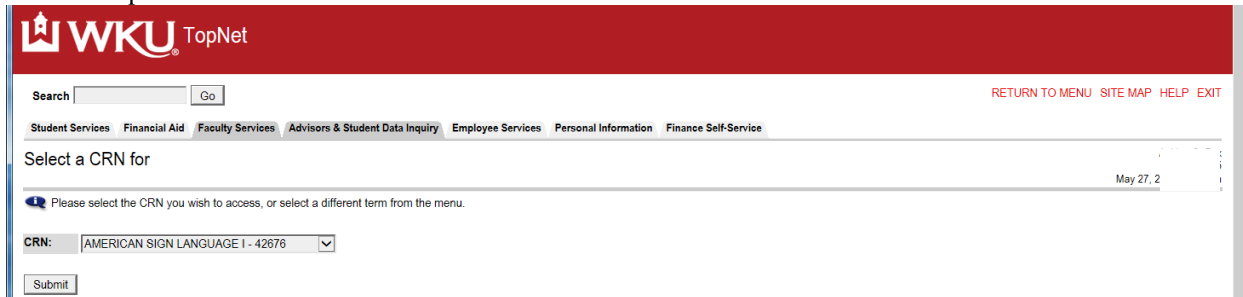 WKU® TopNet
Search Go
RETURN TO MENU SITE MAP HELP EXIT
Student Services Financial Aid Faculty Services Advisors & Student Data Inquiry Employee Services Personal Information Finance Self-Service
Select a CRN for
May 27, 2
Please select the CRN you wish to access, or select a different term from the menu.
CRN: AMERICAN SIGN LANGUAGE I - 42676
Submit